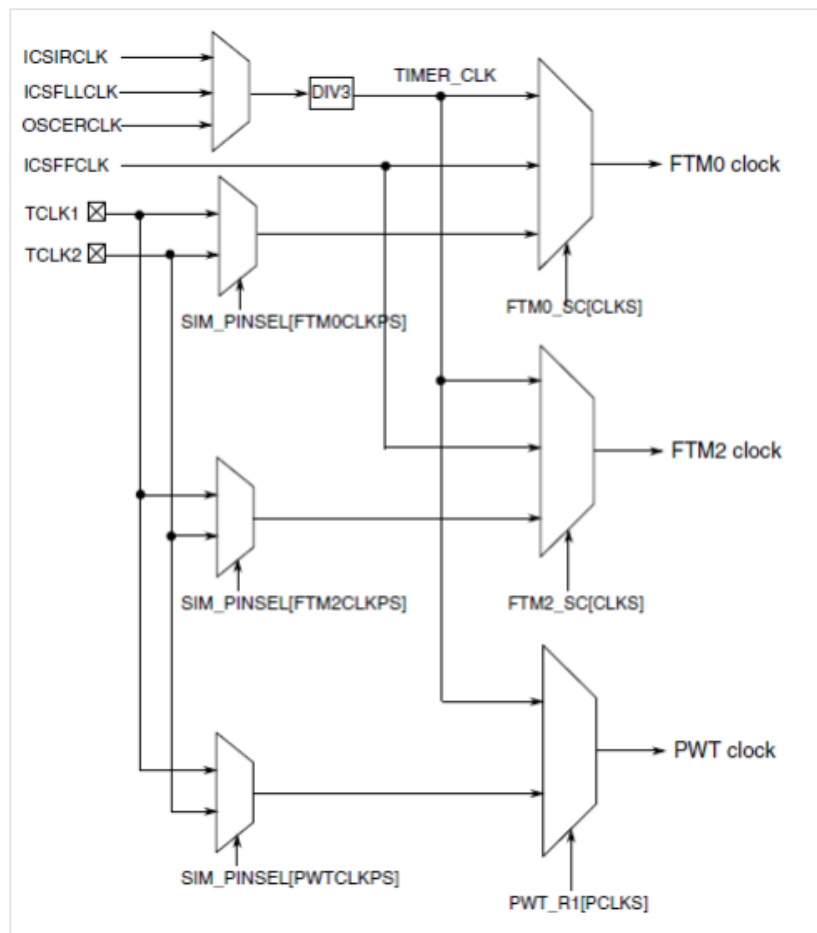 ICSIRCLK
TIMER_CLK
ICSFLLCLK
DIV3
OSCERCLK
ICSFFCLK
FTM0 clock
TCLK1
TCLK2
FTM0_SC[CLKS]
SIM_PINSEL[FTM0CLKPS]
FTM2 clock
SIM_PINSEL[FTM2CLKPS]
FTM2_SC[CLKS]
PWT clock
SIM_PINSEL[PWTCLKPS]
PWT_R1[PCLKS]